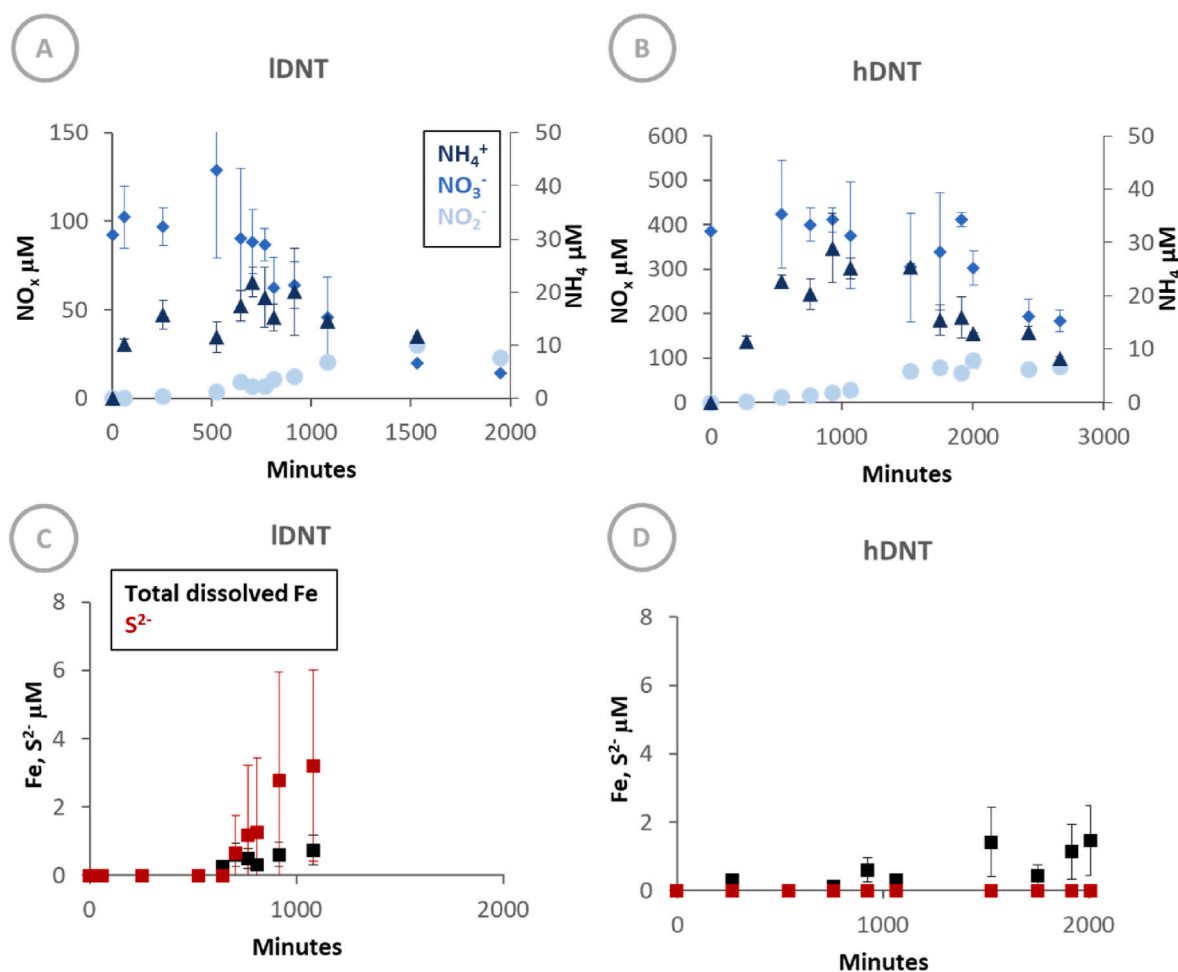 A
lDNT
NOₓ µM
150
100
50
0
0
500
1000
1500
2000
Minutes
50
40
30
20
10
0
NH₄ µM
NH₄⁺
NO₃⁻
NO₂⁻
B
hDNT
NOₓ µM
600
500
400
300
200
100
0
0
1000
2000
3000
Minutes
50
40
30
20
10
0
NH₄ µM
C
lDNT
Total dissolved Fe
S²⁻
Fe, S²⁻ µM
8
6
4
2
0
0
1000
2000
Minutes
D
hDNT
Fe, S²⁻ µM
8
6
4
2
0
0
1000
2000
Minutes